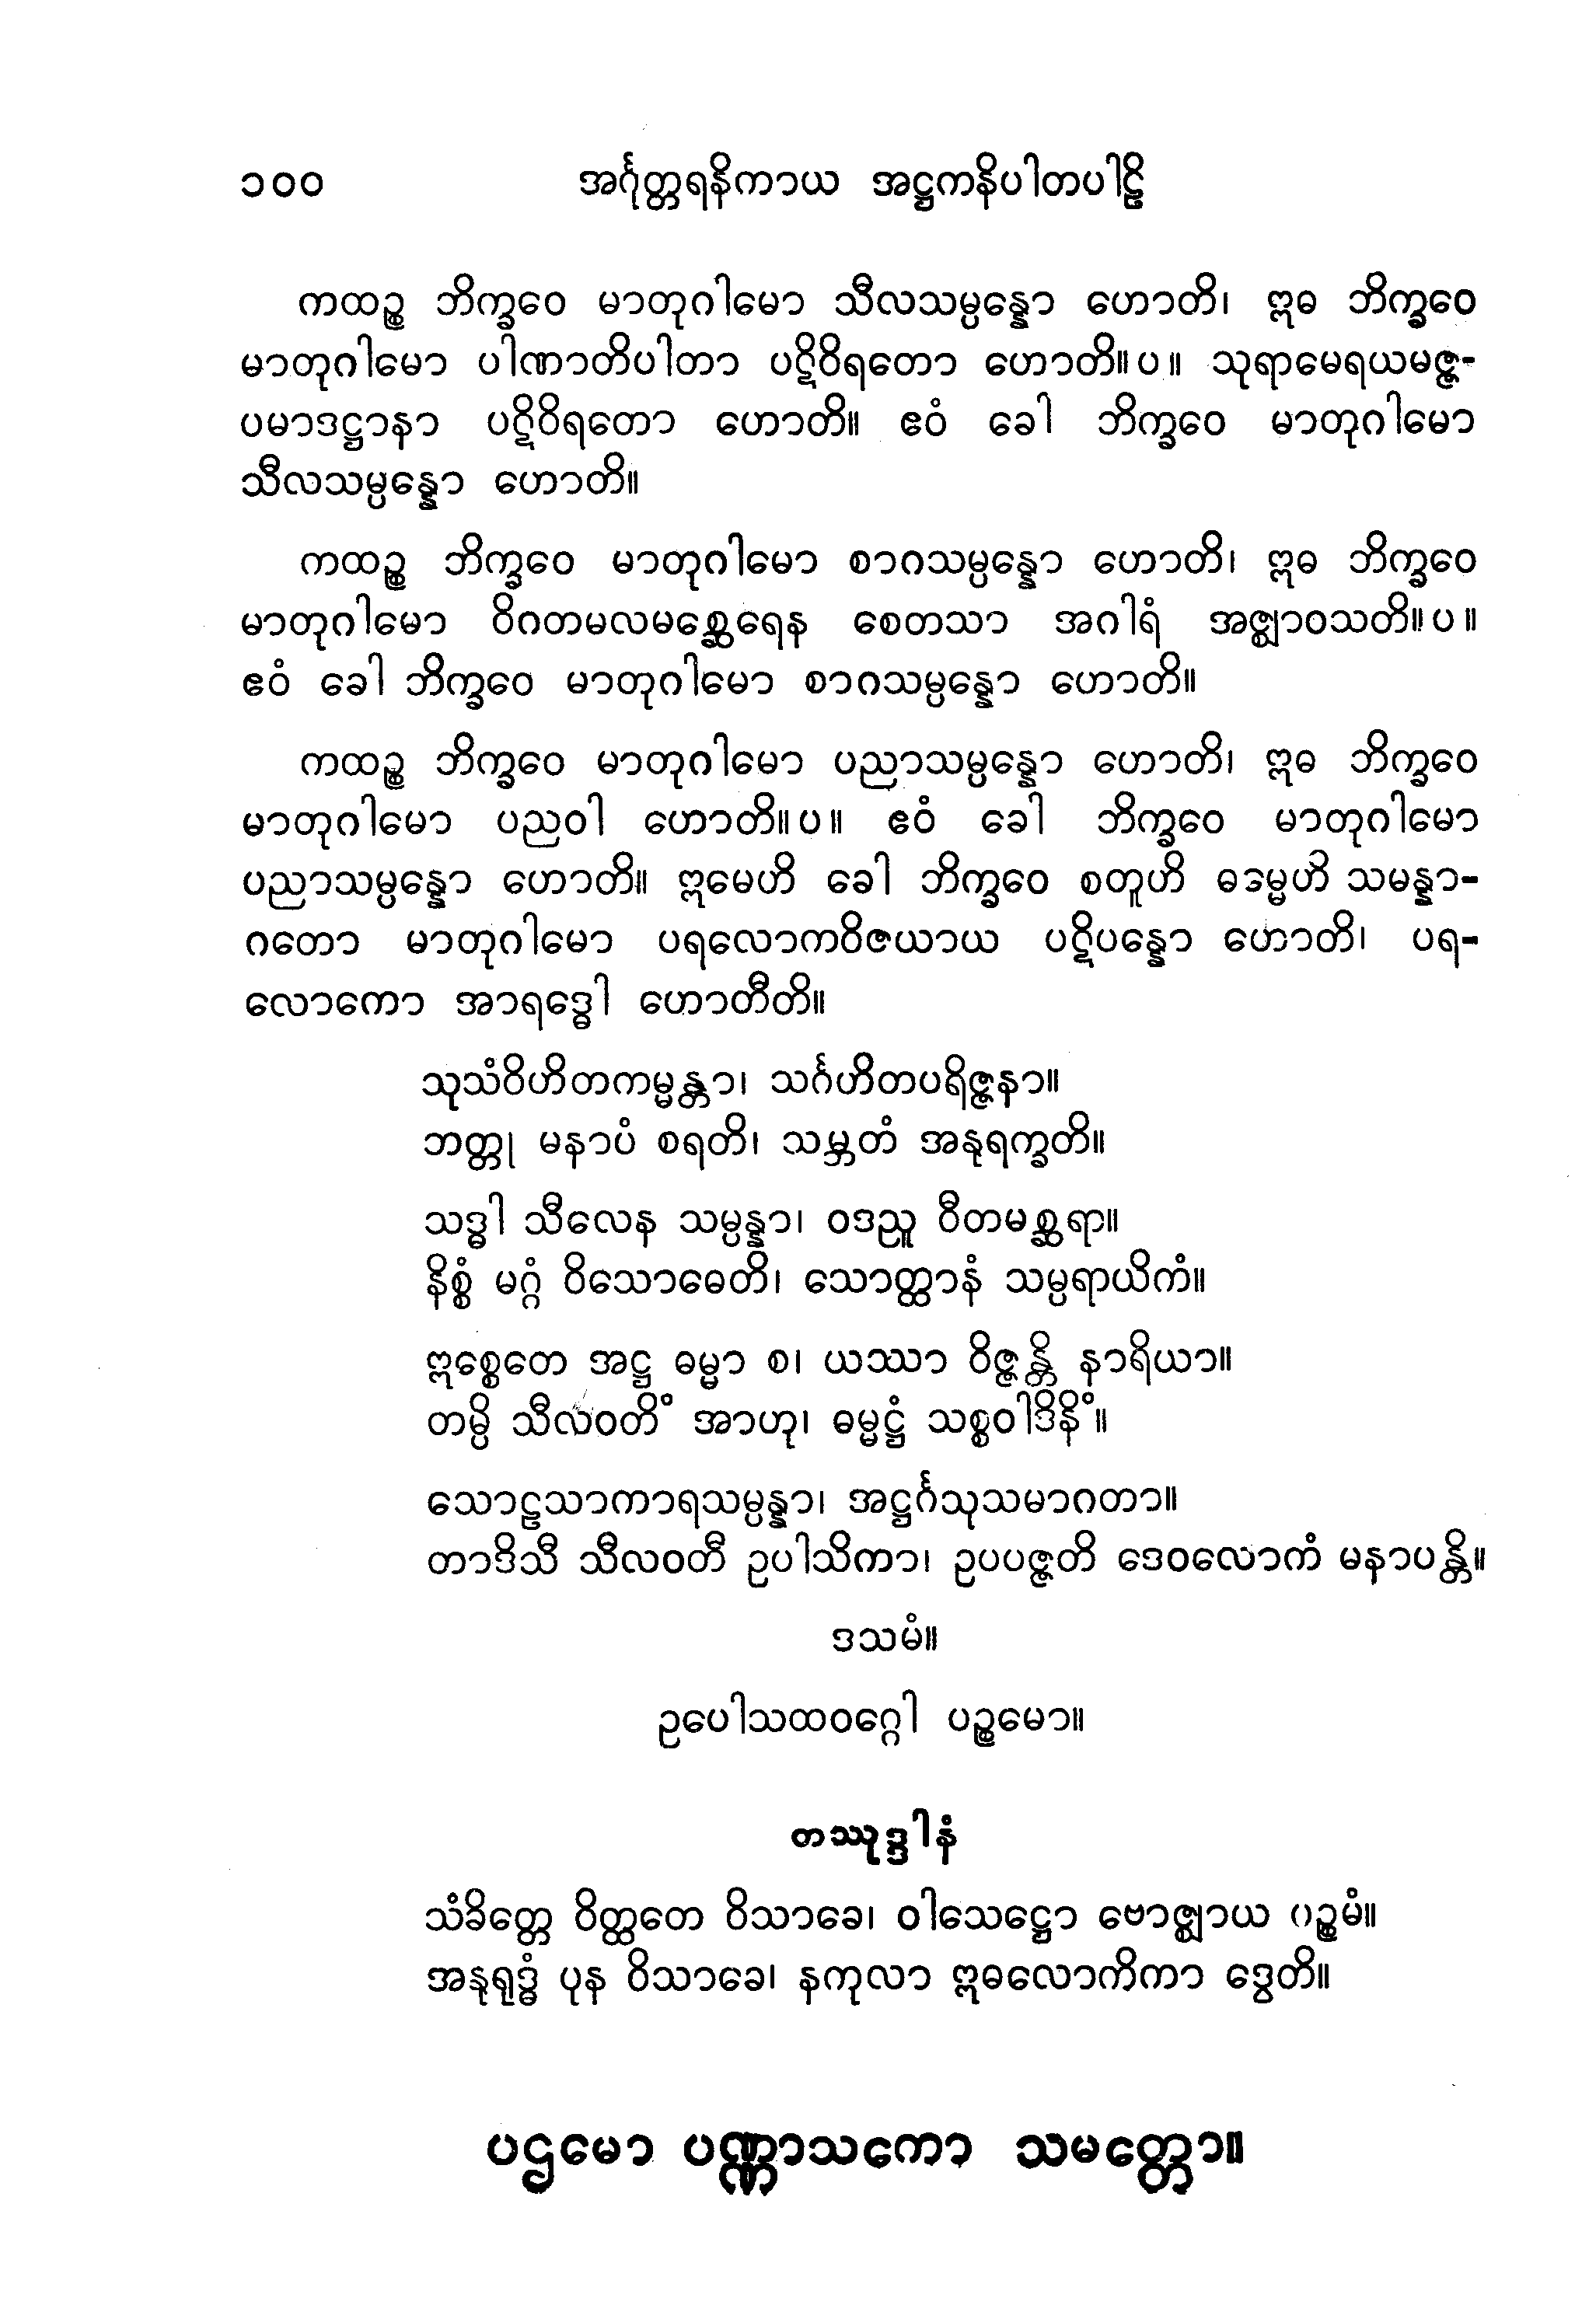 ၁၀၀ အင်္ဂုတ္တရနိကာယ အဋ္ဌကနိပါတပါဠိ
ကထဉ္စ ဘိက္ခဝေ မာတုဂါမော သီလသမ္ပန္နော ဟောတိ၊ ဣဓ ဘိက္ခဝေ
မာတုဂါမော ပါဏာတိပါတာ ပဋိဝိရတော ဟောတိ။ပ။ သုရာမေရယမဇ္ဇ-
ပမာဒဋ္ဌာနာ ပဋိဝိရတော ဟောတိ။ ဧဝံ ခေါ ဘိက္ခဝေ မာတုဂါမော
သီလသမ္ပန္နော ဟောတိ။
ကထဉ္စ ဘိက္ခဝေ မာတုဂါမော စာဂသမ္ပန္နော ဟောတိ၊ ဣဓ ဘိက္ခဝေ
မာတုဂါမော ဝိဂတမလမစ္ဆေရေန စေတသာ အဂါရံ အဇ္ဈာဝသတိ။ပ။
ဧဝံ ခေါ ဘိက္ခဝေ မာတုဂါမော စာဂသမ္ပန္နော ဟောတိ။
ကထဉ္စ ဘိက္ခဝေ မာတုဂါမော ပညာသမ္ပန္နော ဟောတိ၊ ဣဓ ဘိက္ခဝေ
မာတုဂါမော ပညဝါ ဟောတိ။ပ။ ဧဝံ ခေါ ဘိက္ခဝေ မာတုဂါမော
ပညာသမ္ပန္နော ဟောတိ။ ဣမေဟိ ခေါ ဘိက္ခဝေ စတူဟိ ဓဒမ္မဟိ သမန္နာ-
ဂတော မာတုဂါမော ပရလောကဝိဇယာယ ပဋိပန္နော ဟောတိ၊ ပရ-
လောကော အာရဒ္ဓေါ ဟောတီတိ။
သုသံဝိဟိတကမ္မန္တာ၊ သင်္ဂဟိတပရိဇ္ဇနာ။
ဘတ္တု မနာပံ စရတိ၊ သမ္ဘတံ အနုရက္ခတိ။
သဒ္ဓါ သီလေန သမ္ပန္နာ၊ ဝဒညူ ဝီတမစ္ဆရာ။
နိစ္စံ မဂ္ဂံ ဝိသောဓေတိ၊ သောတ္ထာနံ သမ္ပရာယိကံ။
ဣစ္စေတေ အဋ္ဌ ဓမ္မာ စ၊ ယဿာ ဝိဇ္ဇန္တိ နာရိယာ။
တမ္ပိ သီလဝတိံ အာဟု၊ ဓမ္မဋ္ဌံ သစ္စဝါဒိနိံ။
သောဠသာကာရသမ္ပန္နာ၊ အဋ္ဌင်္ဂသုသမာဂတာ။
တာဒိသီ သီလဝတီ ဥပါသိကာ၊ ဥပပဇ္ဇတိ ဒေဝလောကံ မနာပန္တိ။
ဒသမံ။
ဥပေါသထဝဂ္ဂေါ ပဉ္စမော။
တဿုဒ္ဒါနံ
သံခိတ္တေ ဝိတ္ထတေ ဝိသာခေ၊ ဝါသေဋ္ဌော ဗောဇ္ဈာယ ပဉ္စမံ။
အနုရုဒ္ဓံ ပုန ဝိသာခေ၊ နကုလာ ဣဓလောကိကာ ဒွေတိ။
ပဌမော ပဏ္ဏာသကော သမတ္တော။